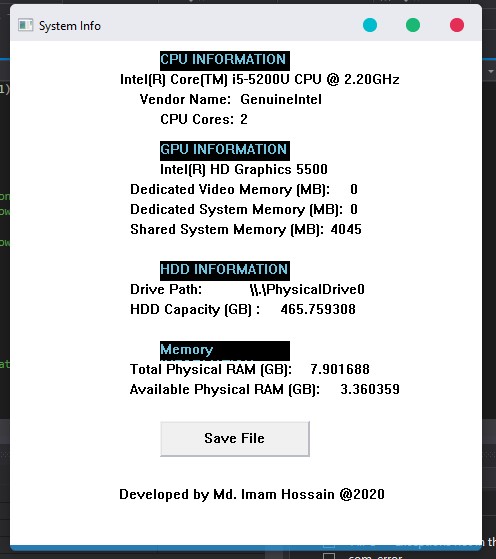 System Info
CPU INFORMATION
Intel(R) Core(TM) i5-5200U CPU @ 2.20GHz
Vendor Name: GenuineIntel
CPU Cores: 2
GPU INFORMATION
Intel(R) HD Graphics 5500
Dedicated Video Memory (MB): 0
Dedicated System Memory (MB): 0
Shared System Memory (MB): 4045
HDD INFORMATION
Drive Path: \\.\PhysicalDrive0
HDD Capacity (GB) : 465.759308
Memory
Total Physical RAM (GB): 7.901688
Available Physical RAM (GB): 3.360359
Save File
Developed by Md. Imam Hossain @2020